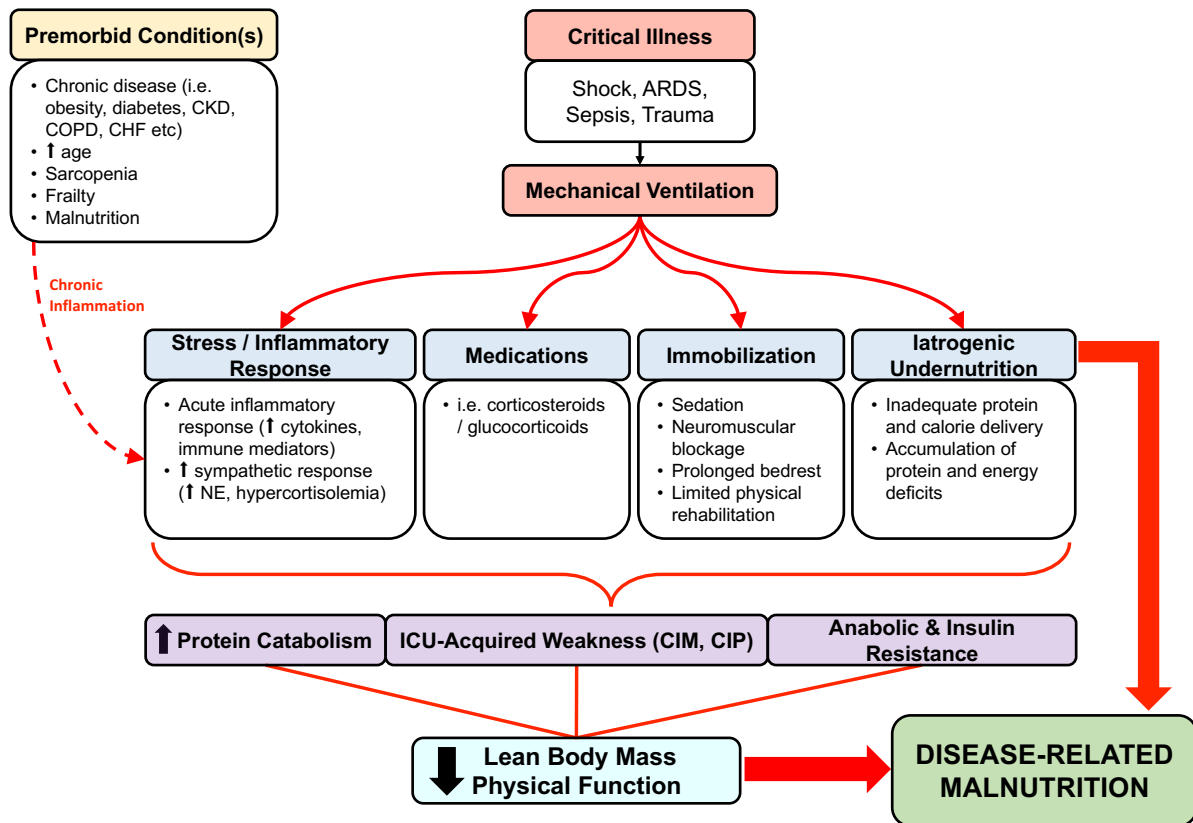 Premorbid Condition(s)
• Chronic disease (i.e.
obesity, diabetes, CKD,
COPD, CHF etc)
• ⬆ age
• Sarcopenia
• Frailty
• Malnutrition
Critical Illness
Shock, ARDS,
Sepsis, Trauma
Mechanical Ventilation
Chronic
Inflammation
Stress / Inflammatory
Response
• Acute inflammatory
response (⬆ cytokines,
immune mediators)
• ⬆ sympathetic response
(⬆ NE, hypercortisolemia)
Medications
• i.e. corticosteroids
/ glucocorticoids
Immobilization
• Sedation
• Neuromuscular
blockage
• Prolonged bedrest
• Limited physical
rehabilitation
Iatrogenic
Undernutrition
• Inadequate protein
and calorie delivery
• Accumulation of
protein and energy
deficits
⬆ Protein Catabolism
ICU-Acquired Weakness (CIM, CIP)
Anabolic & Insulin
Resistance
⬇ Lean Body Mass
Physical Function
DISEASE-RELATED
MALNUTRITION